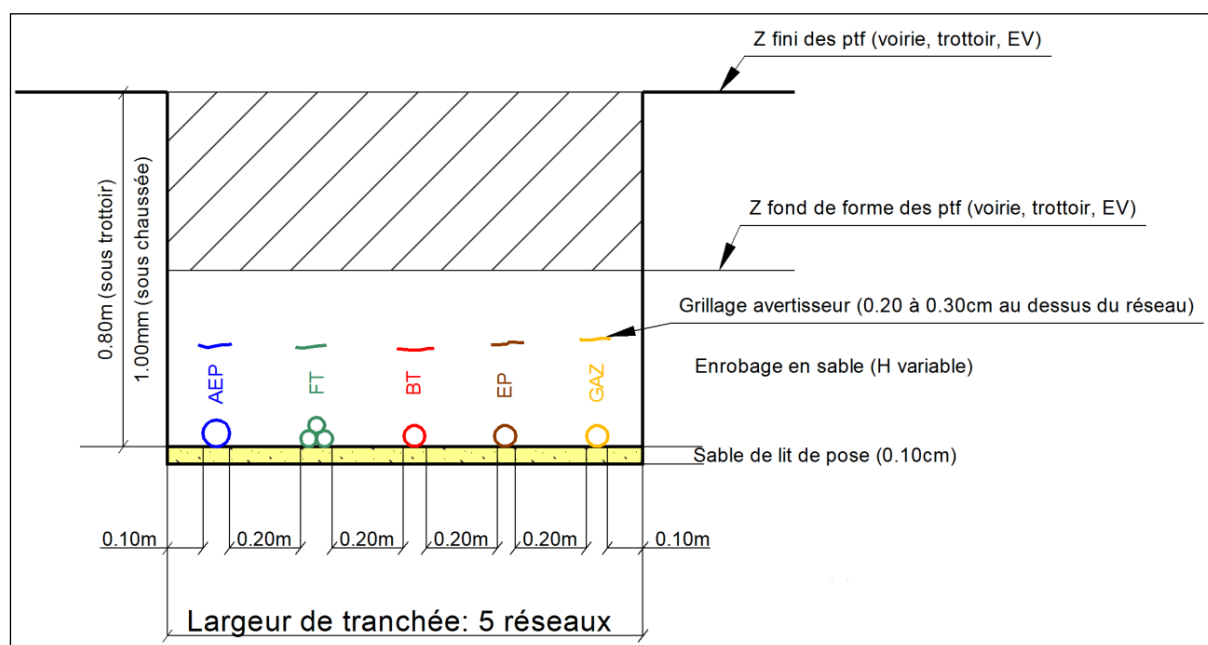 Z fini des ptf (voirie, trottoir, EV)
0.80m (sous trottoir)
1.00mm (sous chaussée)
Z fond de forme des ptf (voirie, trottoir, EV)
Grillage avertisseur (0.20 à 0.30cm au dessus du réseau)
AEP
FT
BT
EP
GAZ
Enrobage en sable (H variable)
Sable de lit de pose (0.10cm)
0.10m
0.20m
0.20m
0.20m
0.20m
0.10m
Largeur de tranchée: 5 réseaux